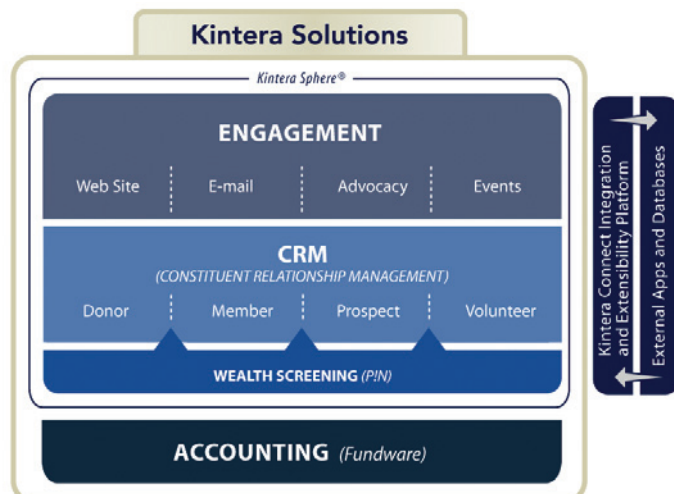 Kintera Solutions
Kintera Sphere®
ENGAGEMENT
Web Site E-mail Advocacy Events
CRM
(CONSTITUENT RELATIONSHIP MANAGEMENT)
Donor Member Prospect Volunteer
WEALTH SCREENING (P!N)
ACCOUNTING (Fundware)
Kintera Connect Integration
and Extensibility Platform
External Apps and Databases